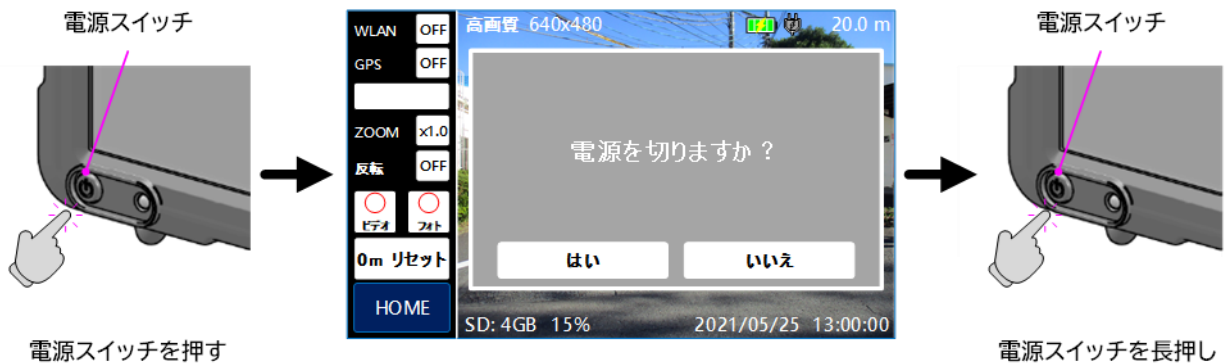 電源スイッチ
電源スイッチを押す
WLAN OFF
GPS OFF
ZOOM x1.0
反転 OFF
ビデオ フォト
0m リセット
HOME
高画質 640x480 20.0 m
電源を切りますか?
はい いいえ
SD: 4GB 15% 2021/05/25 13:00:00
電源スイッチ
電源スイッチを長押し